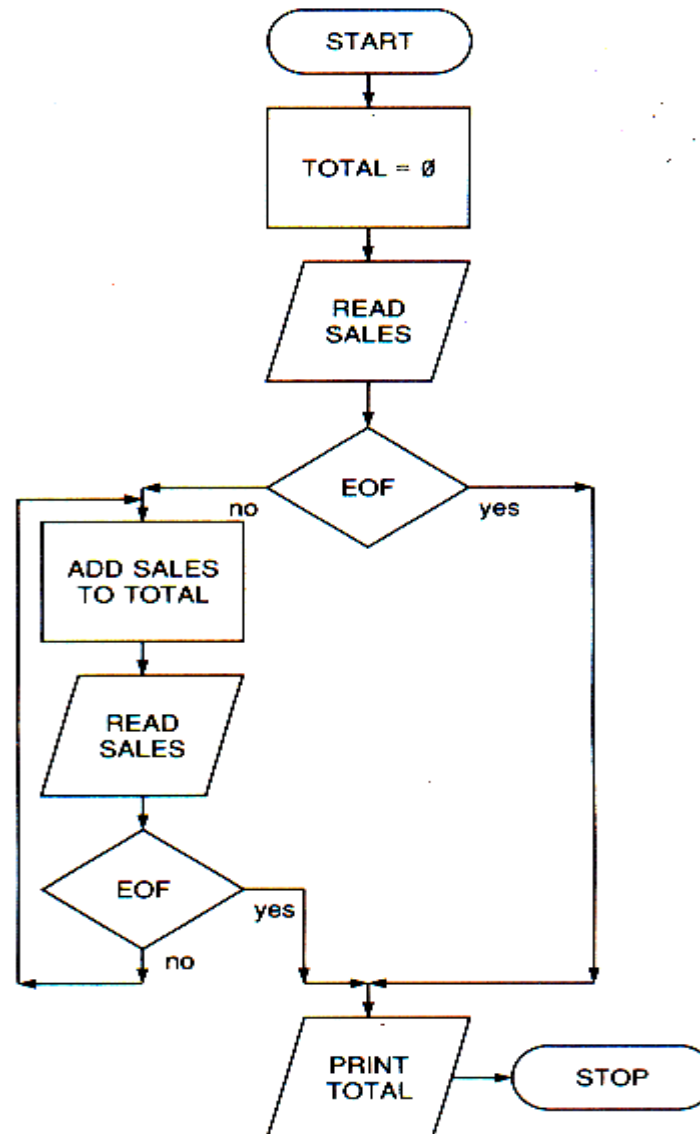 START
TOTAL = Ø
READ
SALES
EOF
no
yes
ADD SALES
TO TOTAL
READ
SALES
EOF
yes
no
PRINT
TOTAL
STOP